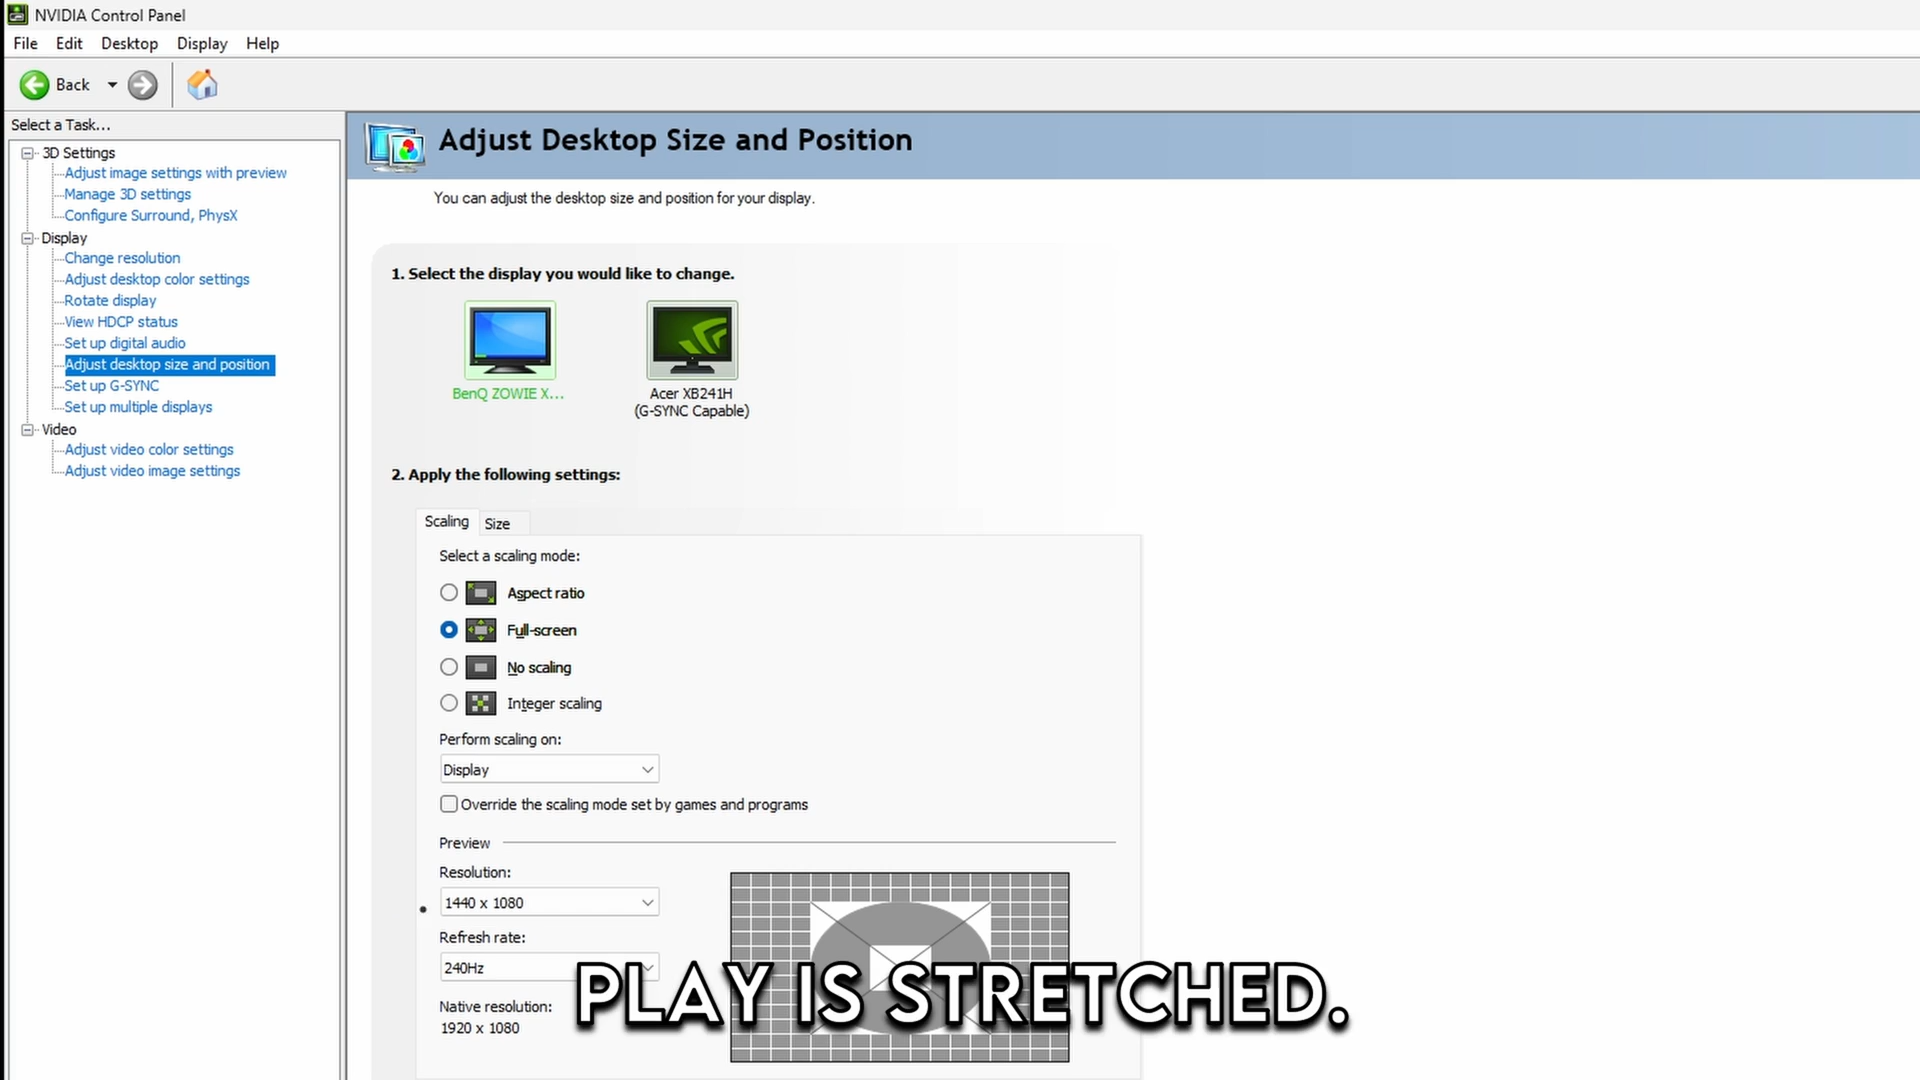 NVIDIA Control Panel
File Edit Desktop Display Help
Back
Select a Task...
3D Settings
Adjust image settings with preview
Manage 3D settings
Configure Surround, PhysX
Display
Change resolution
Adjust desktop color settings
Rotate display
View HDCP status
Set up digital audio
Adjust desktop size and position
Set up G-SYNC
Set up multiple displays
Video
Adjust video color settings
Adjust video image settings
Adjust Desktop Size and Position
You can adjust the desktop size and position for your display.
1. Select the display you would like to change.
BenQ ZOWIE X...
Acer XB241H
(G-SYNC Capable)
2. Apply the following settings:
Scaling Size
Select a scaling mode:
Aspect ratio
Full-screen
No scaling
Integer scaling
Perform scaling on:
Display
Override the scaling mode set by games and programs
Preview
Resolution:
1440 x 1080
Refresh rate:
240Hz
Native resolution:
1920 x 1080
PLAY IS STRETCHED.